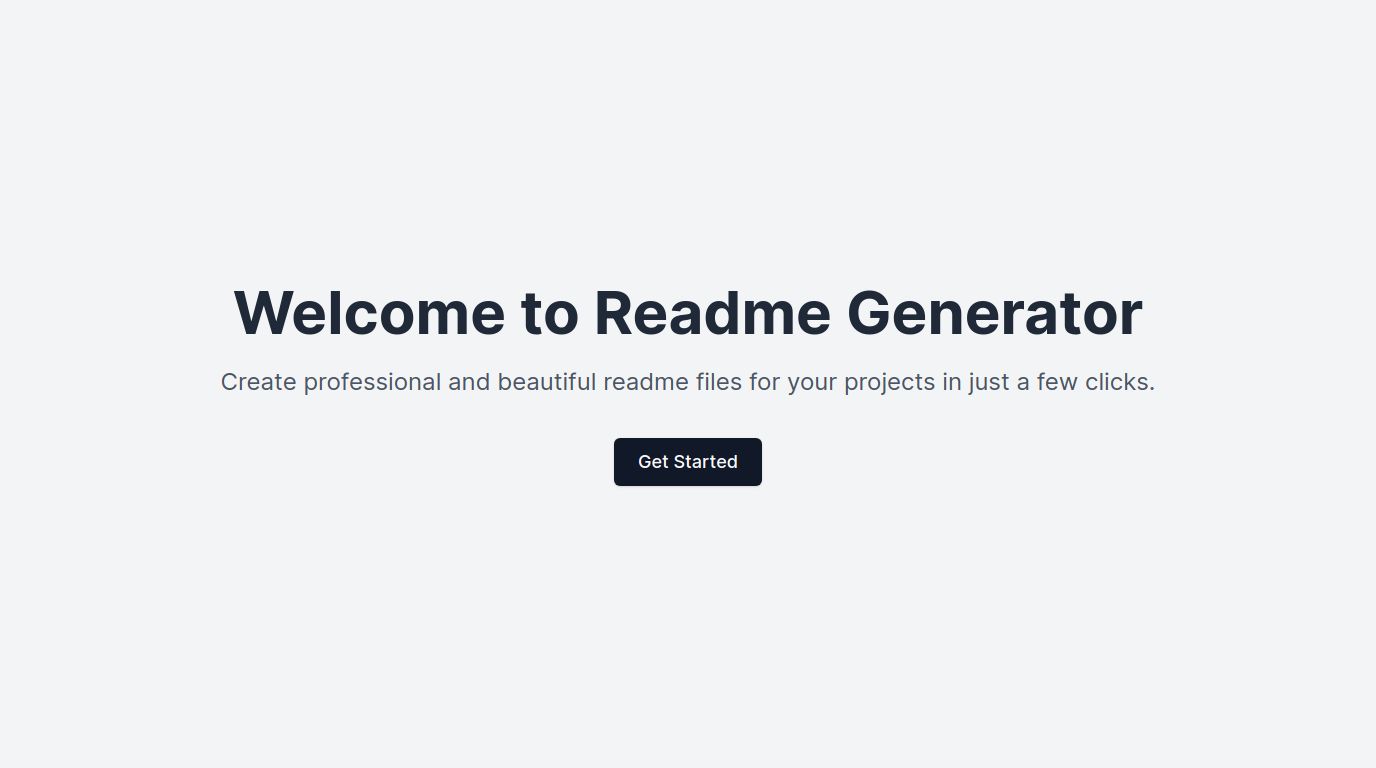 Welcome to Readme Generator
Create professional and beautiful readme files for your projects in just a few clicks.
Get Started